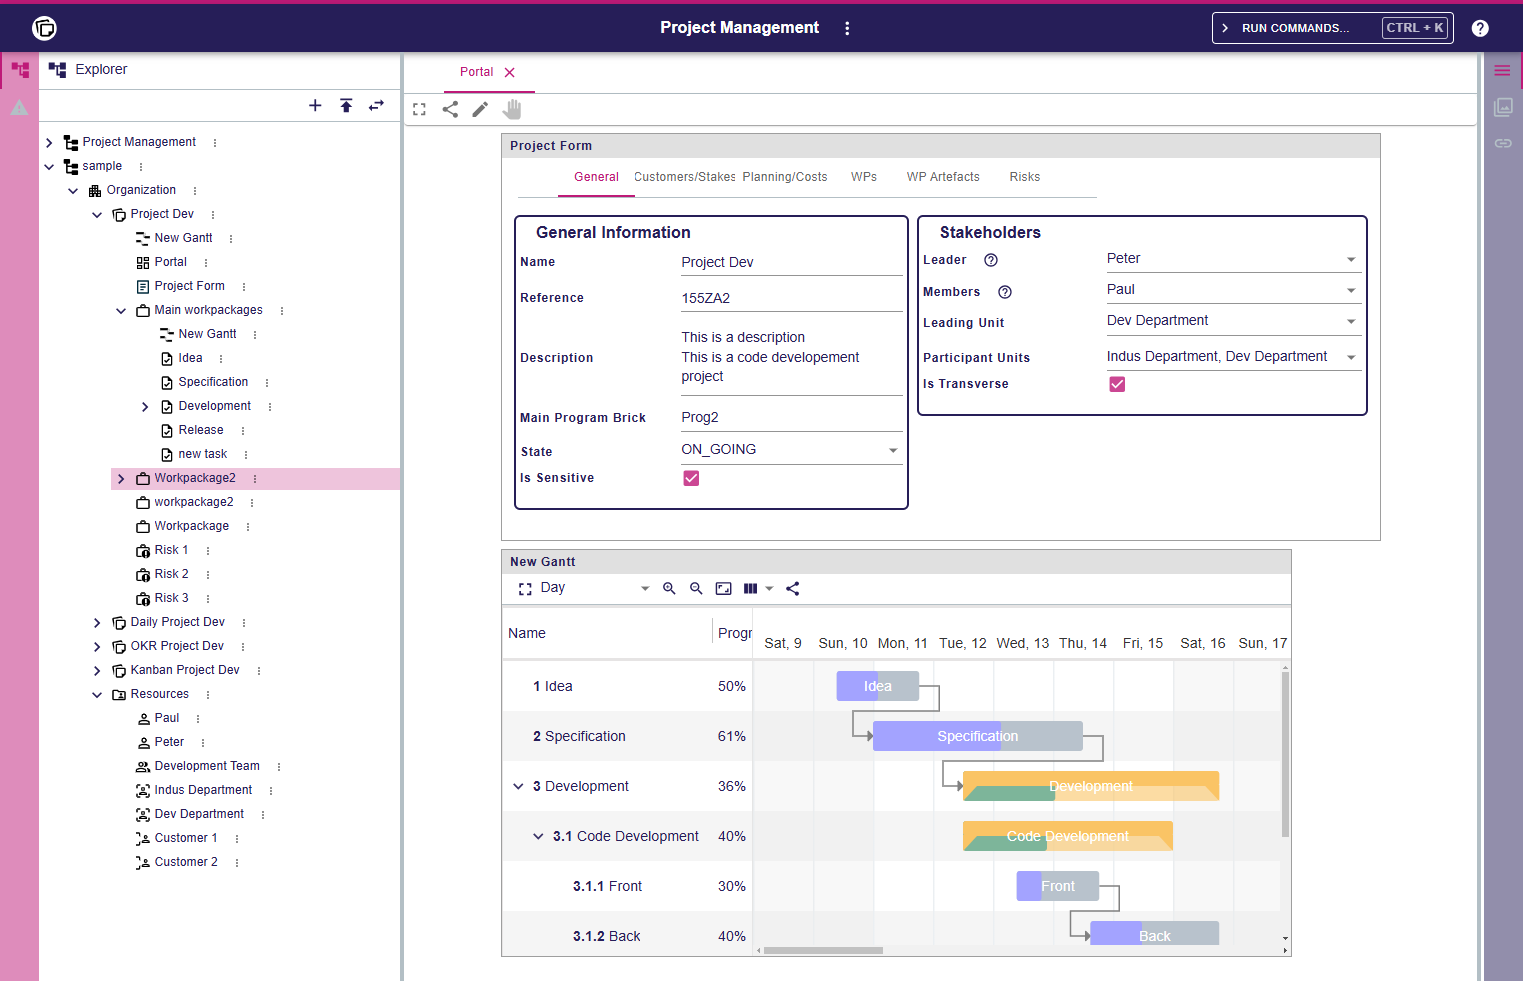 Project Management
RUN COMMANDS...
CTRL + K
Explorer
Project Management
sample
Organization
Project Dev
New Gantt
Portal
Project Form
Main workpackages
New Gantt
Idea
Specification
Development
Release
new task
Workpackage2
workpackage2
Workpackage
Risk 1
Risk 2
Risk 3
Daily Project Dev
OKR Project Dev
Kanban Project Dev
Resources
Paul
Peter
Development Team
Indus Department
Dev Department
Customer 1
Customer 2
Portal
Project Form
General Customers/Stakes Planning/Costs WPs WP Artefacts Risks
General Information
Name Project Dev
Reference 155ZA2
Description
This is a description
This is a code developement
project
Main Program Brick Prog2
State ON_GOING
Is Sensitive
Stakeholders
Leader Peter
Members Paul
Leading Unit Dev Department
Participant Units Indus Department, Dev Department
Is Transverse
New Gantt
Day
Name Progr Sat, 9 Sun, 10 Mon, 11 Tue, 12 Wed, 13 Thu, 14 Fri, 15 Sat, 16 Sun, 17
1 Idea 50% Idea
2 Specification 61% Specification
3 Development 36% Development
3.1 Code Development 40% Code Development
3.1.1 Front 30% Front
3.1.2 Back 40% Back